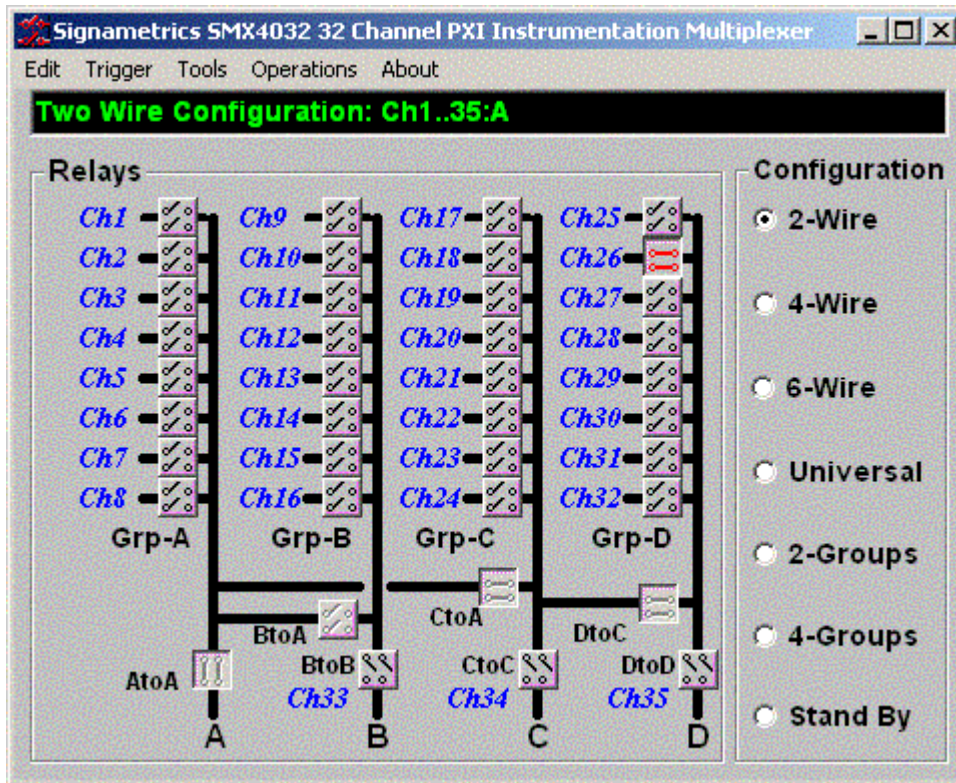 Signametrics SMX4032 32 Channel PXI Instrumentation Multiplexer
Edit Trigger Tools Operations About
Two Wire Configuration: Ch1..35:A
Relays
Configuration
Ch1 Ch9 Ch17 Ch25
2-Wire
Ch2 Ch10 Ch18 Ch26
Ch3 Ch11 Ch19 Ch27
4-Wire
Ch4 Ch12 Ch20 Ch28
Ch5 Ch13 Ch21 Ch29
6-Wire
Ch6 Ch14 Ch22 Ch30
Ch7 Ch15 Ch23 Ch31
Universal
Ch8 Ch16 Ch24 Ch32
Grp-A Grp-B Grp-C Grp-D
2-Groups
CtoA
BtoA
DtoC
4-Groups
AtoA BtoB CtoC DtoD
Ch33 Ch34 Ch35
Stand By
A B C D